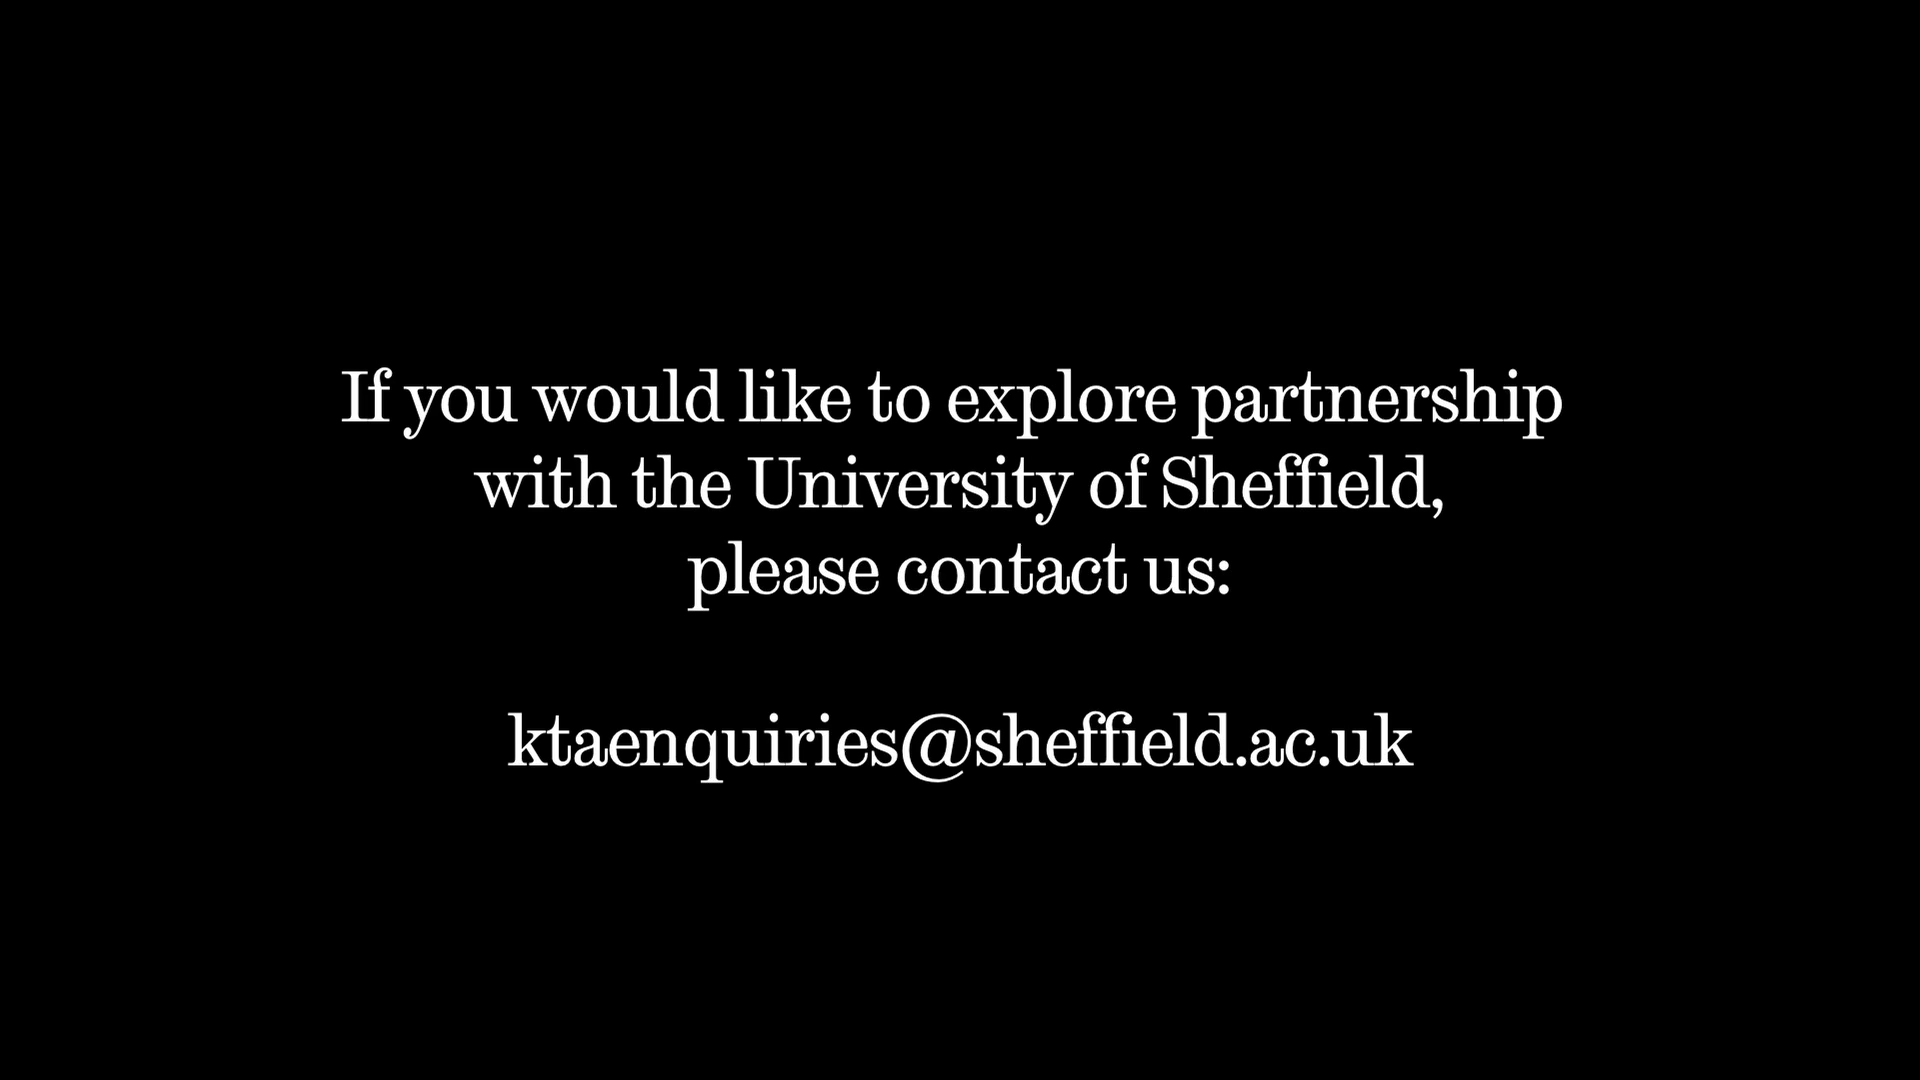 If you would like to explore partnership
with the University of Sheffield,
please contact us:
ktaenquiries@sheffield.ac.uk